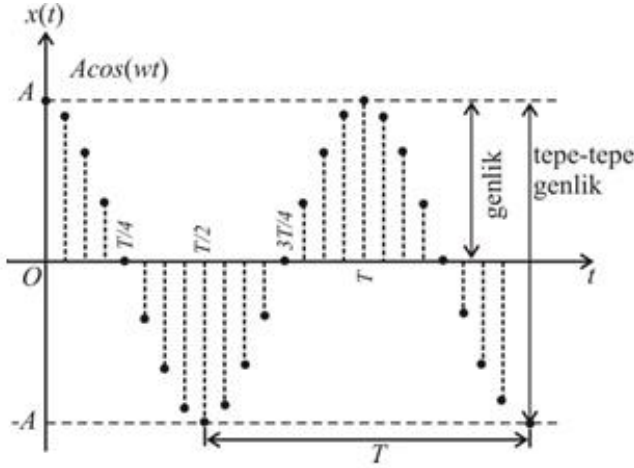 x(t)
Acos(wt)
A
tepe-tepe
genlik
genlik
T/4
T/2
3T/4
O
T
t
-A
T